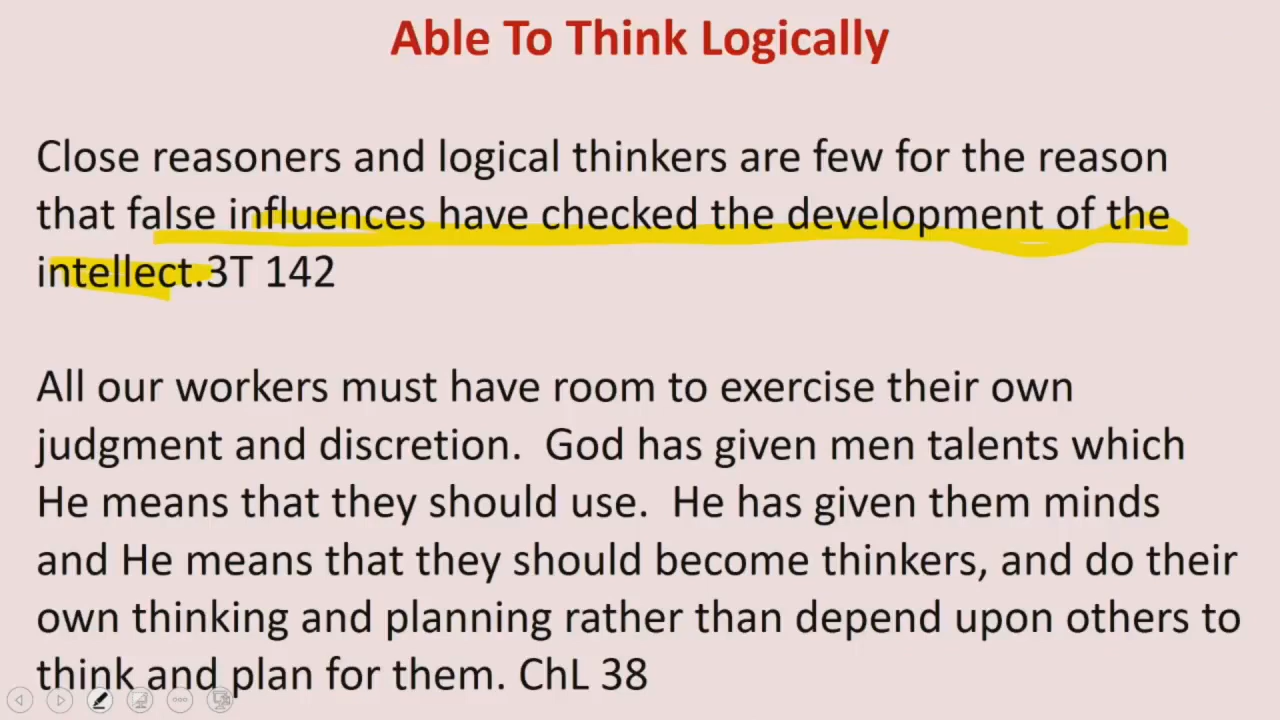 Able To Think Logically
Close reasoners and logical thinkers are few for the reason
that false influences have checked the development of the
intellect.3T 142
All our workers must have room to exercise their own
judgment and discretion.  God has given men talents which
He means that they should use.  He has given them minds
and He means that they should become thinkers, and do their
own thinking and planning rather than depend upon others to
think and plan for them. ChL 38